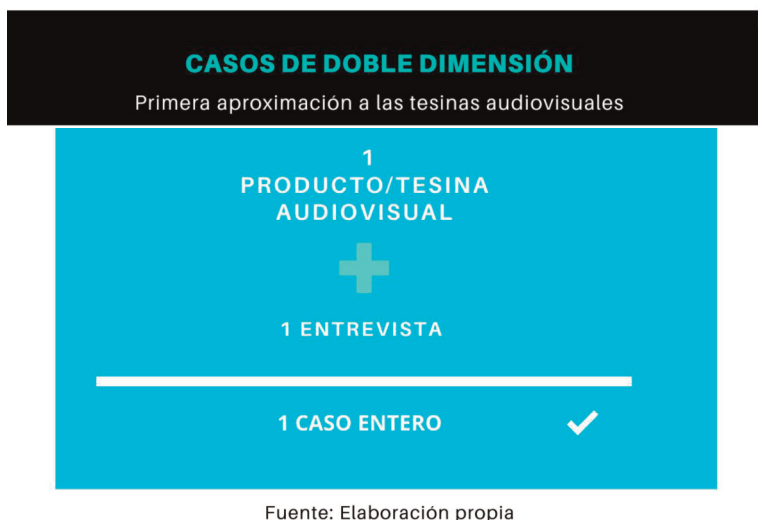 CASOS DE DOBLE DIMENSIÓN
Primera aproximación a las tesinas audiovisuales
1
PRODUCTO/TESINA
AUDIOVISUAL
1 ENTREVISTA
1 CASO ENTERO
Fuente: Elaboración propia